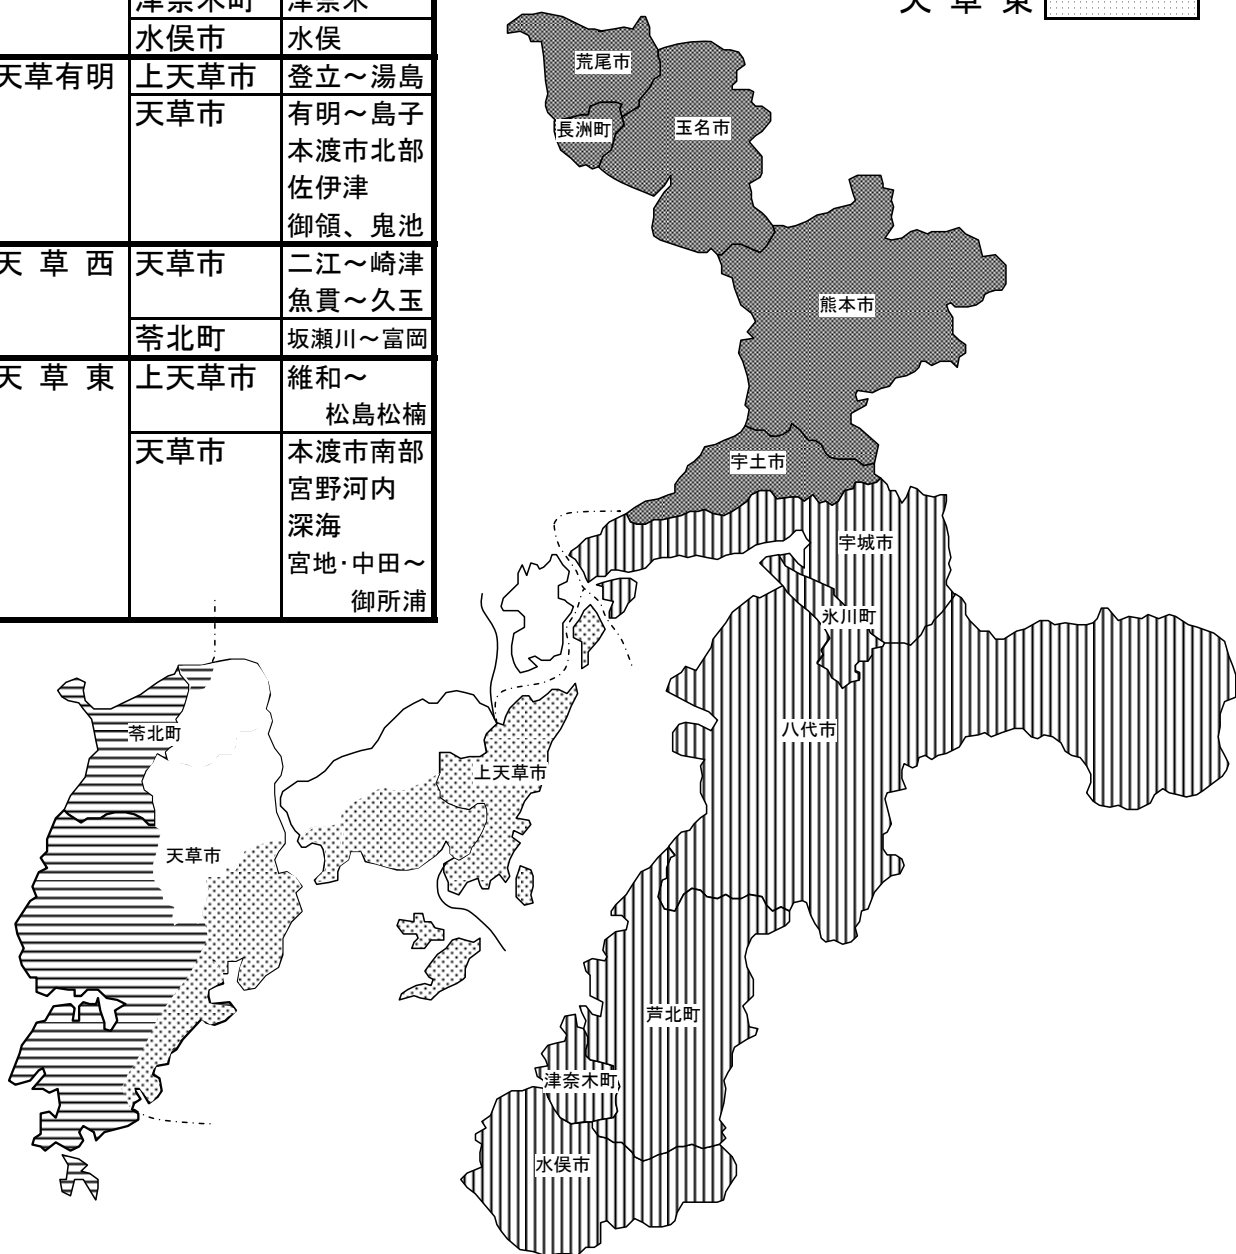 津奈木町 津奈木
水俣市 水俣
天草有明 上天草市 登立～湯島
天草市 有明～島子
本渡市北部
佐伊津
御領、鬼池
天 草 西 天草市 二江～崎津
魚貫～久玉
苓北町 坂瀬川～富岡
天 草 東 上天草市 維和～
松島松楠
天草市 本渡市南部
宮野河内
深海
宮地･中田～
御所浦
天 草 東
荒尾市
長洲町
玉名市
熊本市
宇土市
宇城市
氷川町
八代市
上天草市
苓北町
天草市
芦北町
津奈木町
水俣市